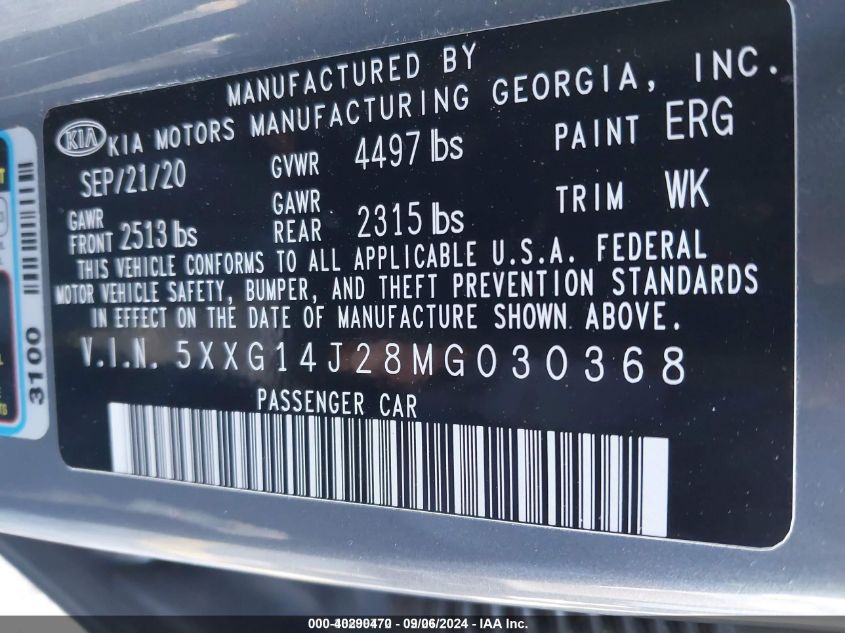 MANUFACTURED BY
KIA KIA MOTORS MANUFACTURING GEORGIA, INC.
SEP/21/20 GVWR 4497 lbs PAINT ERG
GAWR FRONT 2513 lbs GAWR REAR 2315 lbs TRIM WK
THIS VEHICLE CONFORMS TO ALL APPLICABLE U.S.A. FEDERAL
MOTOR VEHICLE SAFETY, BUMPER, AND THEFT PREVENTION STANDARDS
IN EFFECT ON THE DATE OF MANUFACTURE SHOWN ABOVE.
V.I.N. 5XXG14J28MG030368
PASSENGER CAR
3100
09/06/2024 - IAA Inc.